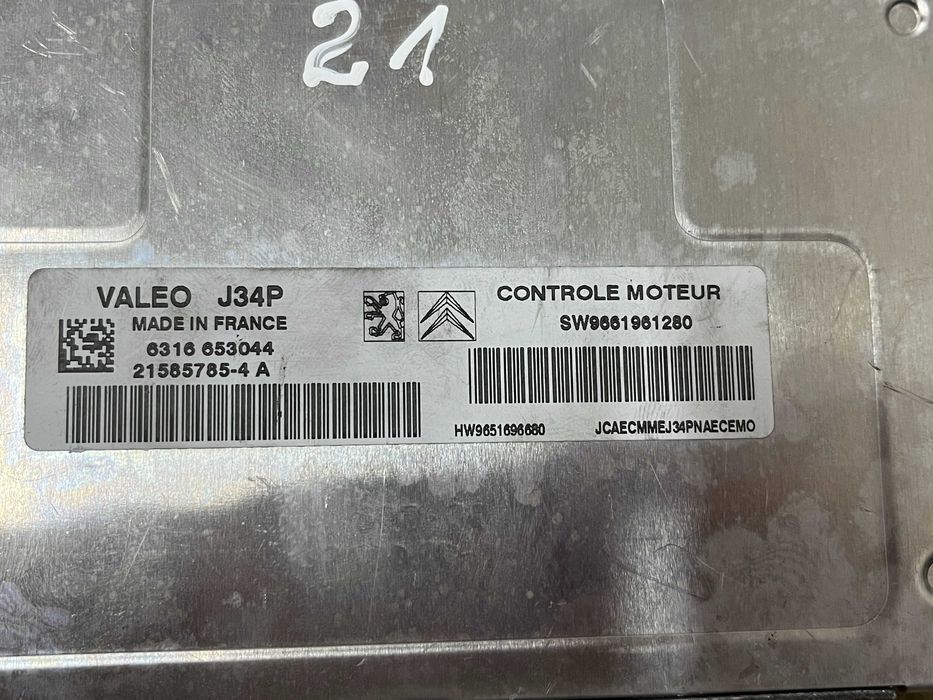 21
VALEO J34P
MADE IN FRANCE
6316 653044
21585785-4 A
CONTROLE MOTEUR
SW9661961280
HW9651696680
JCAECMMEJ34PNAECEMO